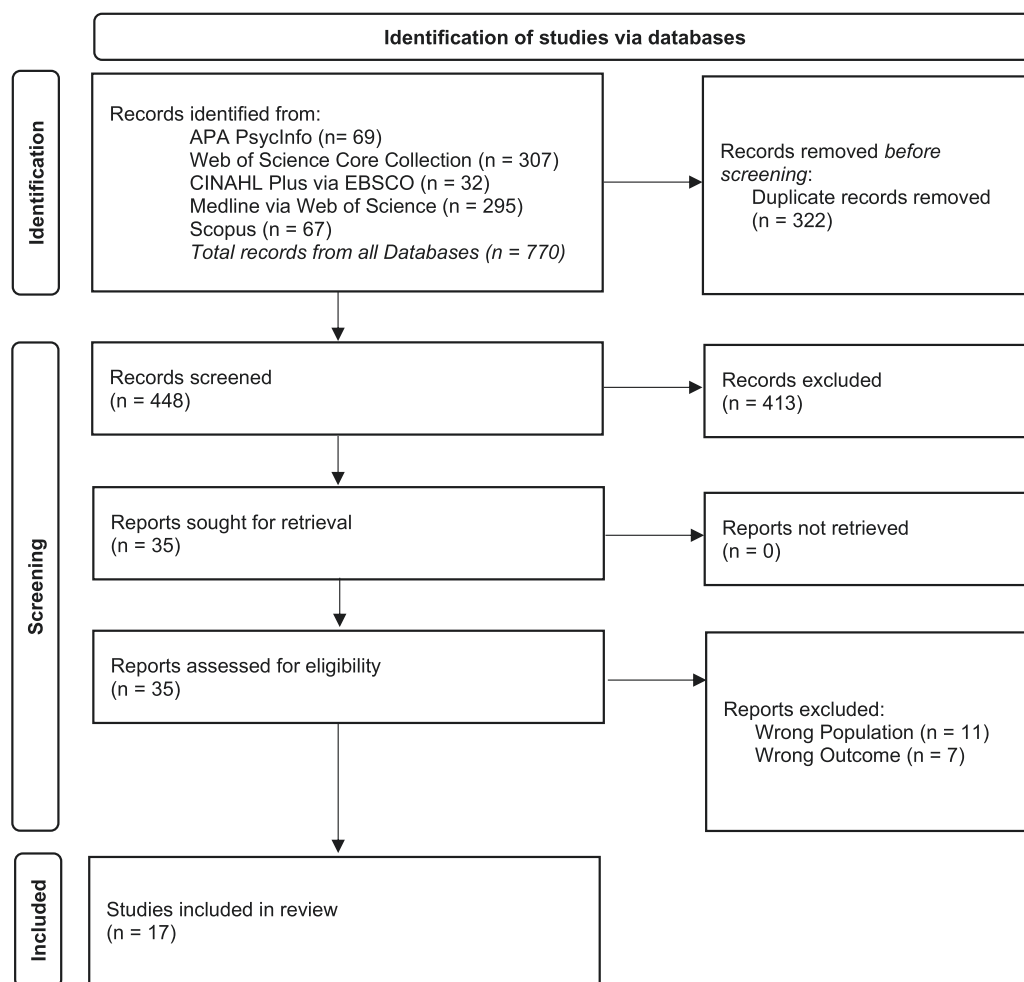 Identification of studies via databases
Identification
Records identified from:
APA PsycInfo (n= 69)
Web of Science Core Collection (n = 307)
CINAHL Plus via EBSCO (n = 32)
Medline via Web of Science (n = 295)
Scopus (n = 67)
Total records from all Databases (n = 770)
Records removed before
screening:
Duplicate records removed
(n = 322)
Screening
Records screened
(n = 448)
Records excluded
(n = 413)
Reports sought for retrieval
(n = 35)
Reports not retrieved
(n = 0)
Reports assessed for eligibility
(n = 35)
Reports excluded:
Wrong Population (n = 11)
Wrong Outcome (n = 7)
Included
Studies included in review
(n = 17)